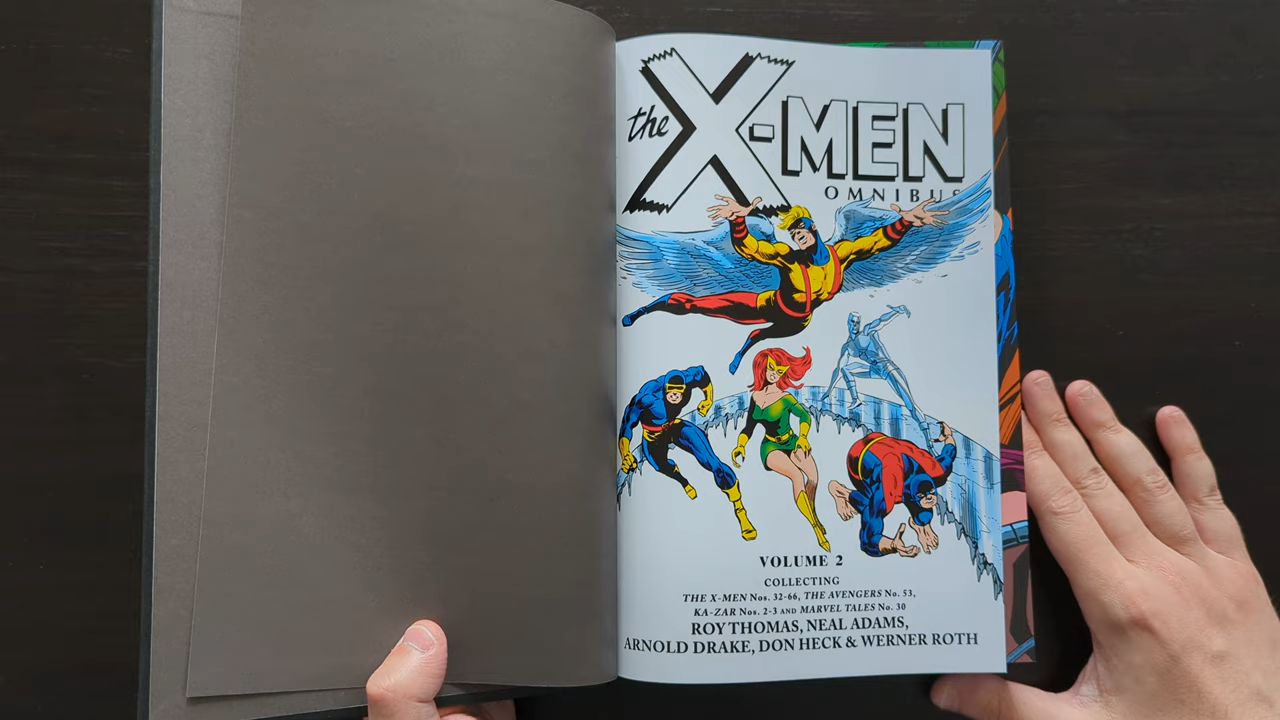 the X-MEN
OMNIBUS
VOLUME 2
COLLECTING
THE X-MEN Nos. 32-66, THE AVENGERS No. 53,
KA-ZAR Nos. 2-3 AND MARVEL TALES No. 30
ROY THOMAS, NEAL ADAMS,
ARNOLD DRAKE, DON HECK & WERNER ROTH